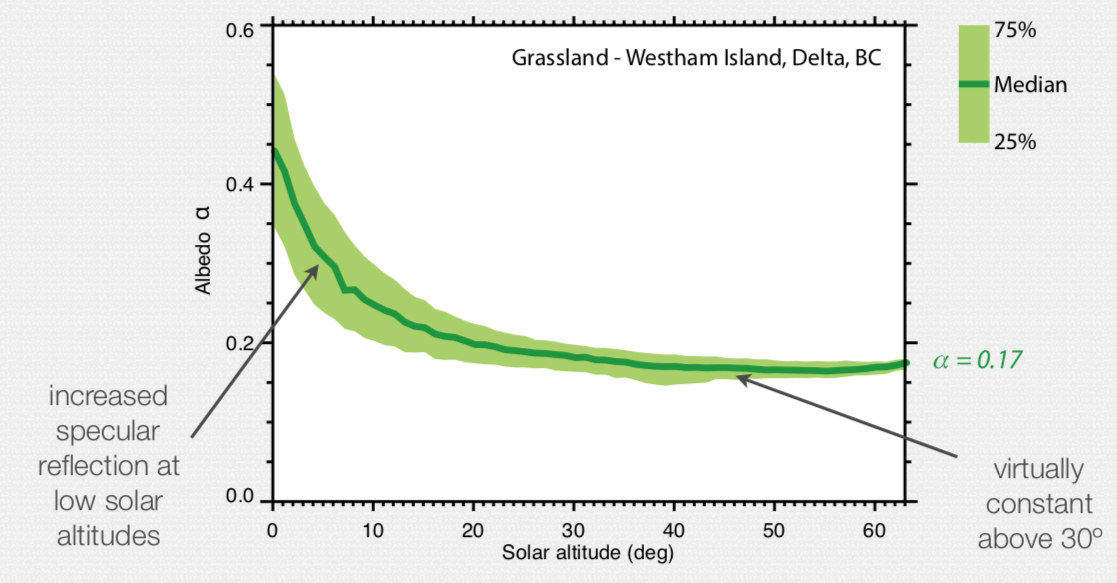 Grassland - Westham Island, Delta, BC
75%
Median
25%
0.6
0.4
0.2
0.0
Albedo α
α = 0.17
increased
specular
reflection at
low solar
altitudes
virtually
constant
above 30º
0 10 20 30 40 50 60
Solar altitude (deg)